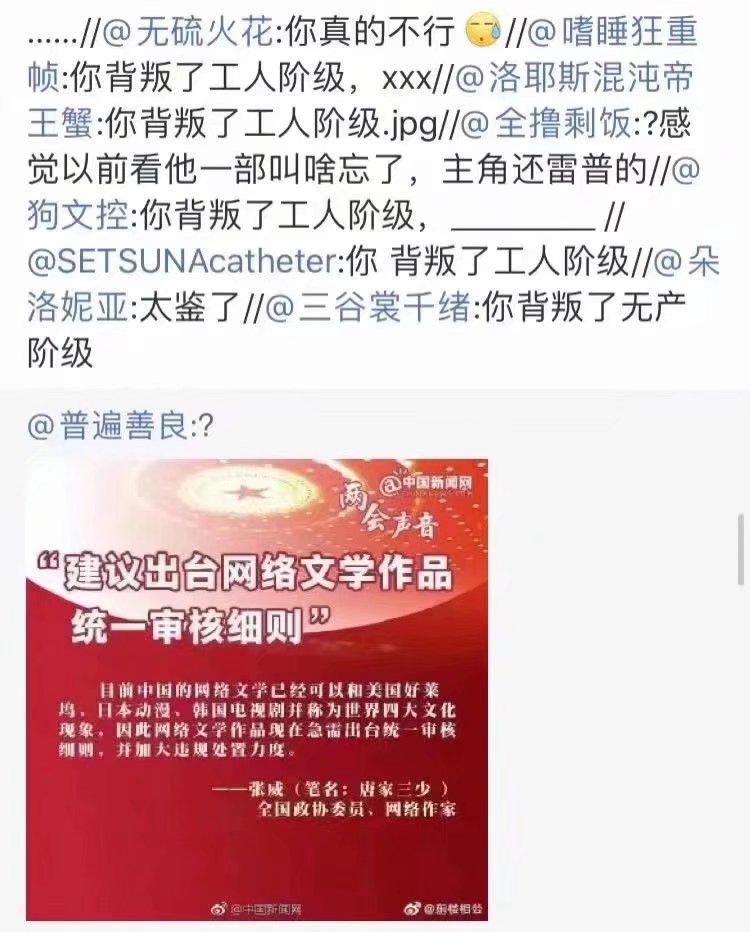 ......//@无硫火花:你真的不行//@嗜睡狂重
帧:你背叛了工人阶级，xxx//@洛耶斯混沌帝
王蟹:你背叛了工人阶级.jpg//@全撸剩饭:?感
觉以前看他一部叫啥忘了，主角还雷普的//@
狗文控:你背叛了工人阶级，__________ //
@SETSUNAcatheter:你 背叛了工人阶级//@朵
洛妮亚:太鉴了//@三谷裳千绪:你背叛了无产
阶级
@普遍善良:?
@中国新闻网
两会声音
“建议出台网络文学作品
统一审核细则”
目前中国的网络文学已经可以和美国好莱
坞、日本动漫、韩国电视剧并称为世界四大文化
现象，因此网络文学作品现在急需出台统一审核
细则，并加大违规处置力度。
——张威（笔名：唐家三少 ）
全国政协委员、网络作家
@中国新闻网